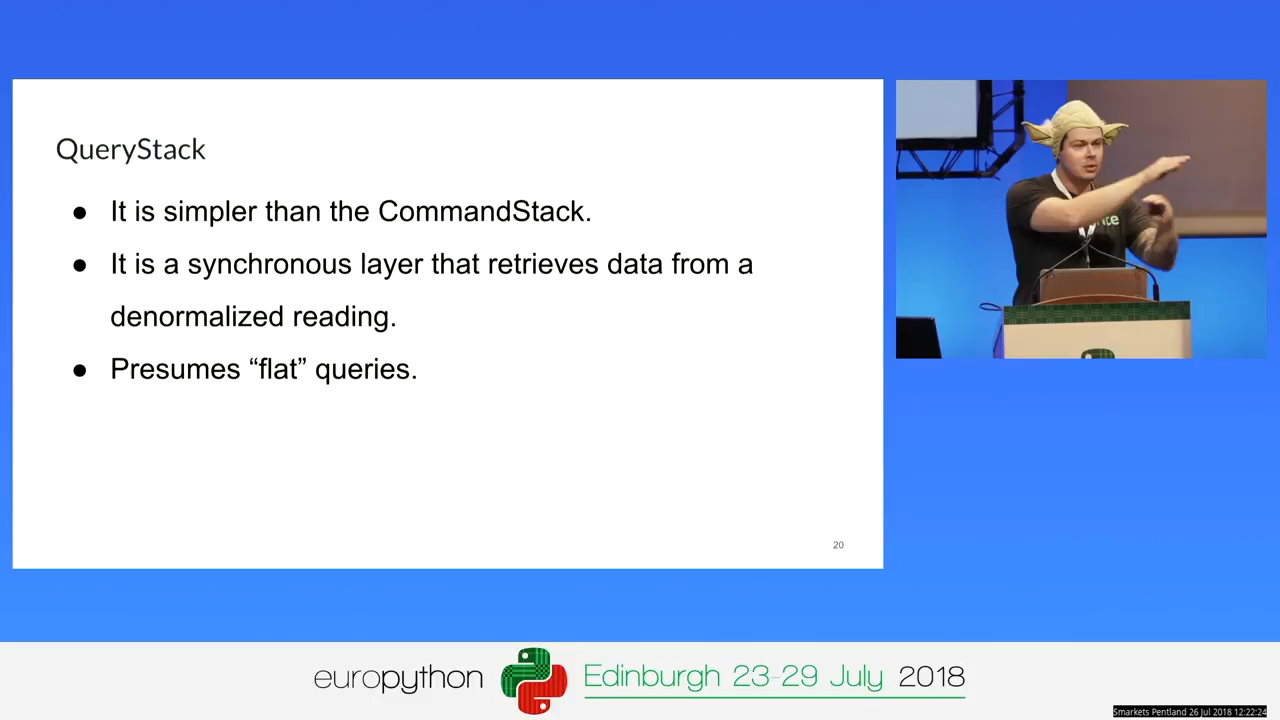 QueryStack
● It is simpler than the CommandStack.
● It is a synchronous layer that retrieves data from a
denormalized reading.
● Presumes “flat” queries.
20
europython
Edinburgh 23-29 July 2018
Smarkets Pentland 26 Jul 2018 12:22:24